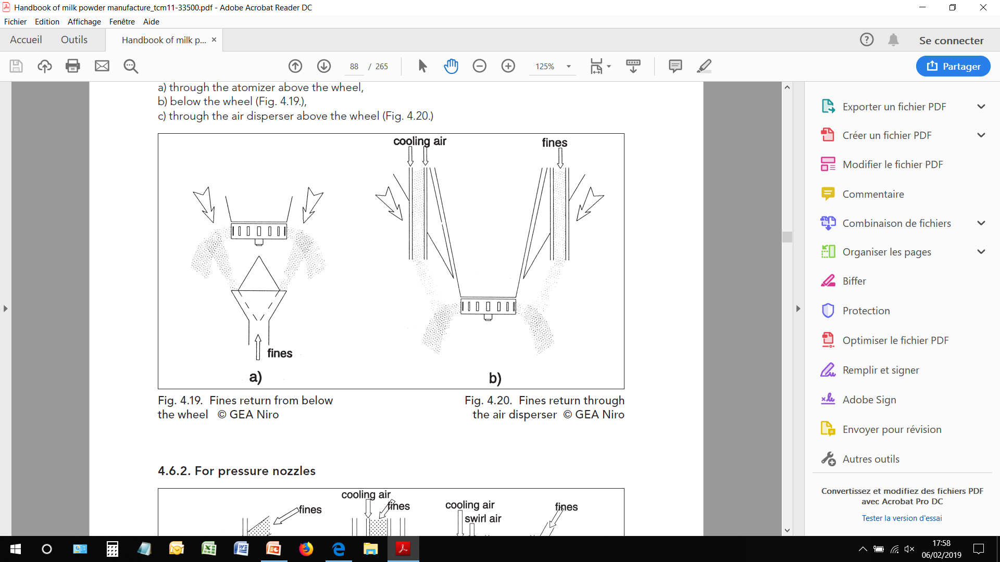 Handbook of milk powder manufacture_tcm11-33500.pdf - Adobe Acrobat Reader DC
Fichier Edition Affichage Fenêtre Aide
Accueil Outils Handbook of milk p... × Se connecter
88 / 265 125% Partager
a) through the atomizer above the wheel,
b) below the wheel (Fig. 4.19.),
c) through the air disperser above the wheel (Fig. 4.20.)
cooling air fines
fines
a) b)
Fig. 4.19. Fines return from below
the wheel © GEA Niro
Fig. 4.20. Fines return through
the air disperser © GEA Niro
4.6.2. For pressure nozzles
fines
cooling air
fines
cooling air
swirl air
fines
Exporter un fichier PDF
Créer un fichier PDF
Modifier le fichier PDF
Commentaire
Combinaison de fichiers
Organiser les pages
Biffer
Protection
Optimiser le fichier PDF
Remplir et signer
Adobe Sign
Envoyer pour révision
Autres outils
Convertissez et modifiez des fichiers PDF
avec Acrobat Pro DC
Tester la version d'essai
17:58
06/02/2019